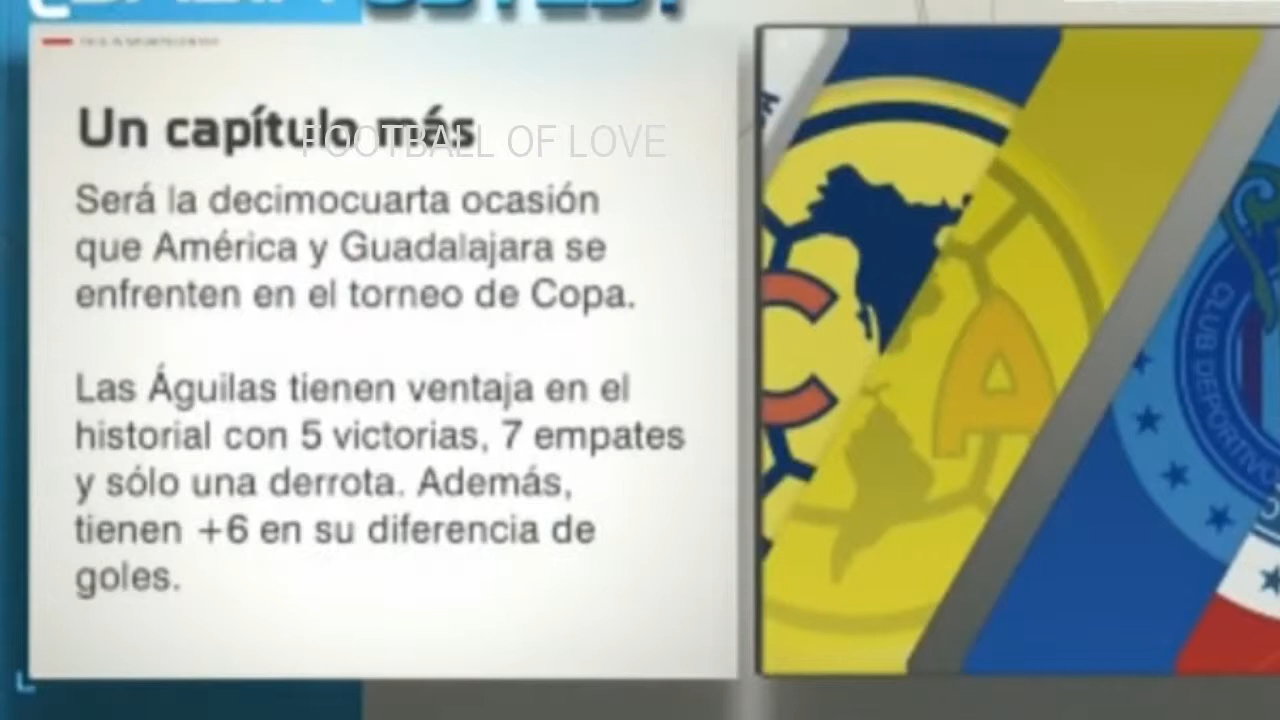 Un capítulo más
FOOTBALL OF LOVE
Será la decimocuarta ocasión
que América y Guadalajara se
enfrenten en el torneo de Copa.
Las Águilas tienen ventaja en el
historial con 5 victorias, 7 empates
y sólo una derrota. Además,
tienen +6 en su diferencia de
goles.
C
A
CLUB DEPORTIVO